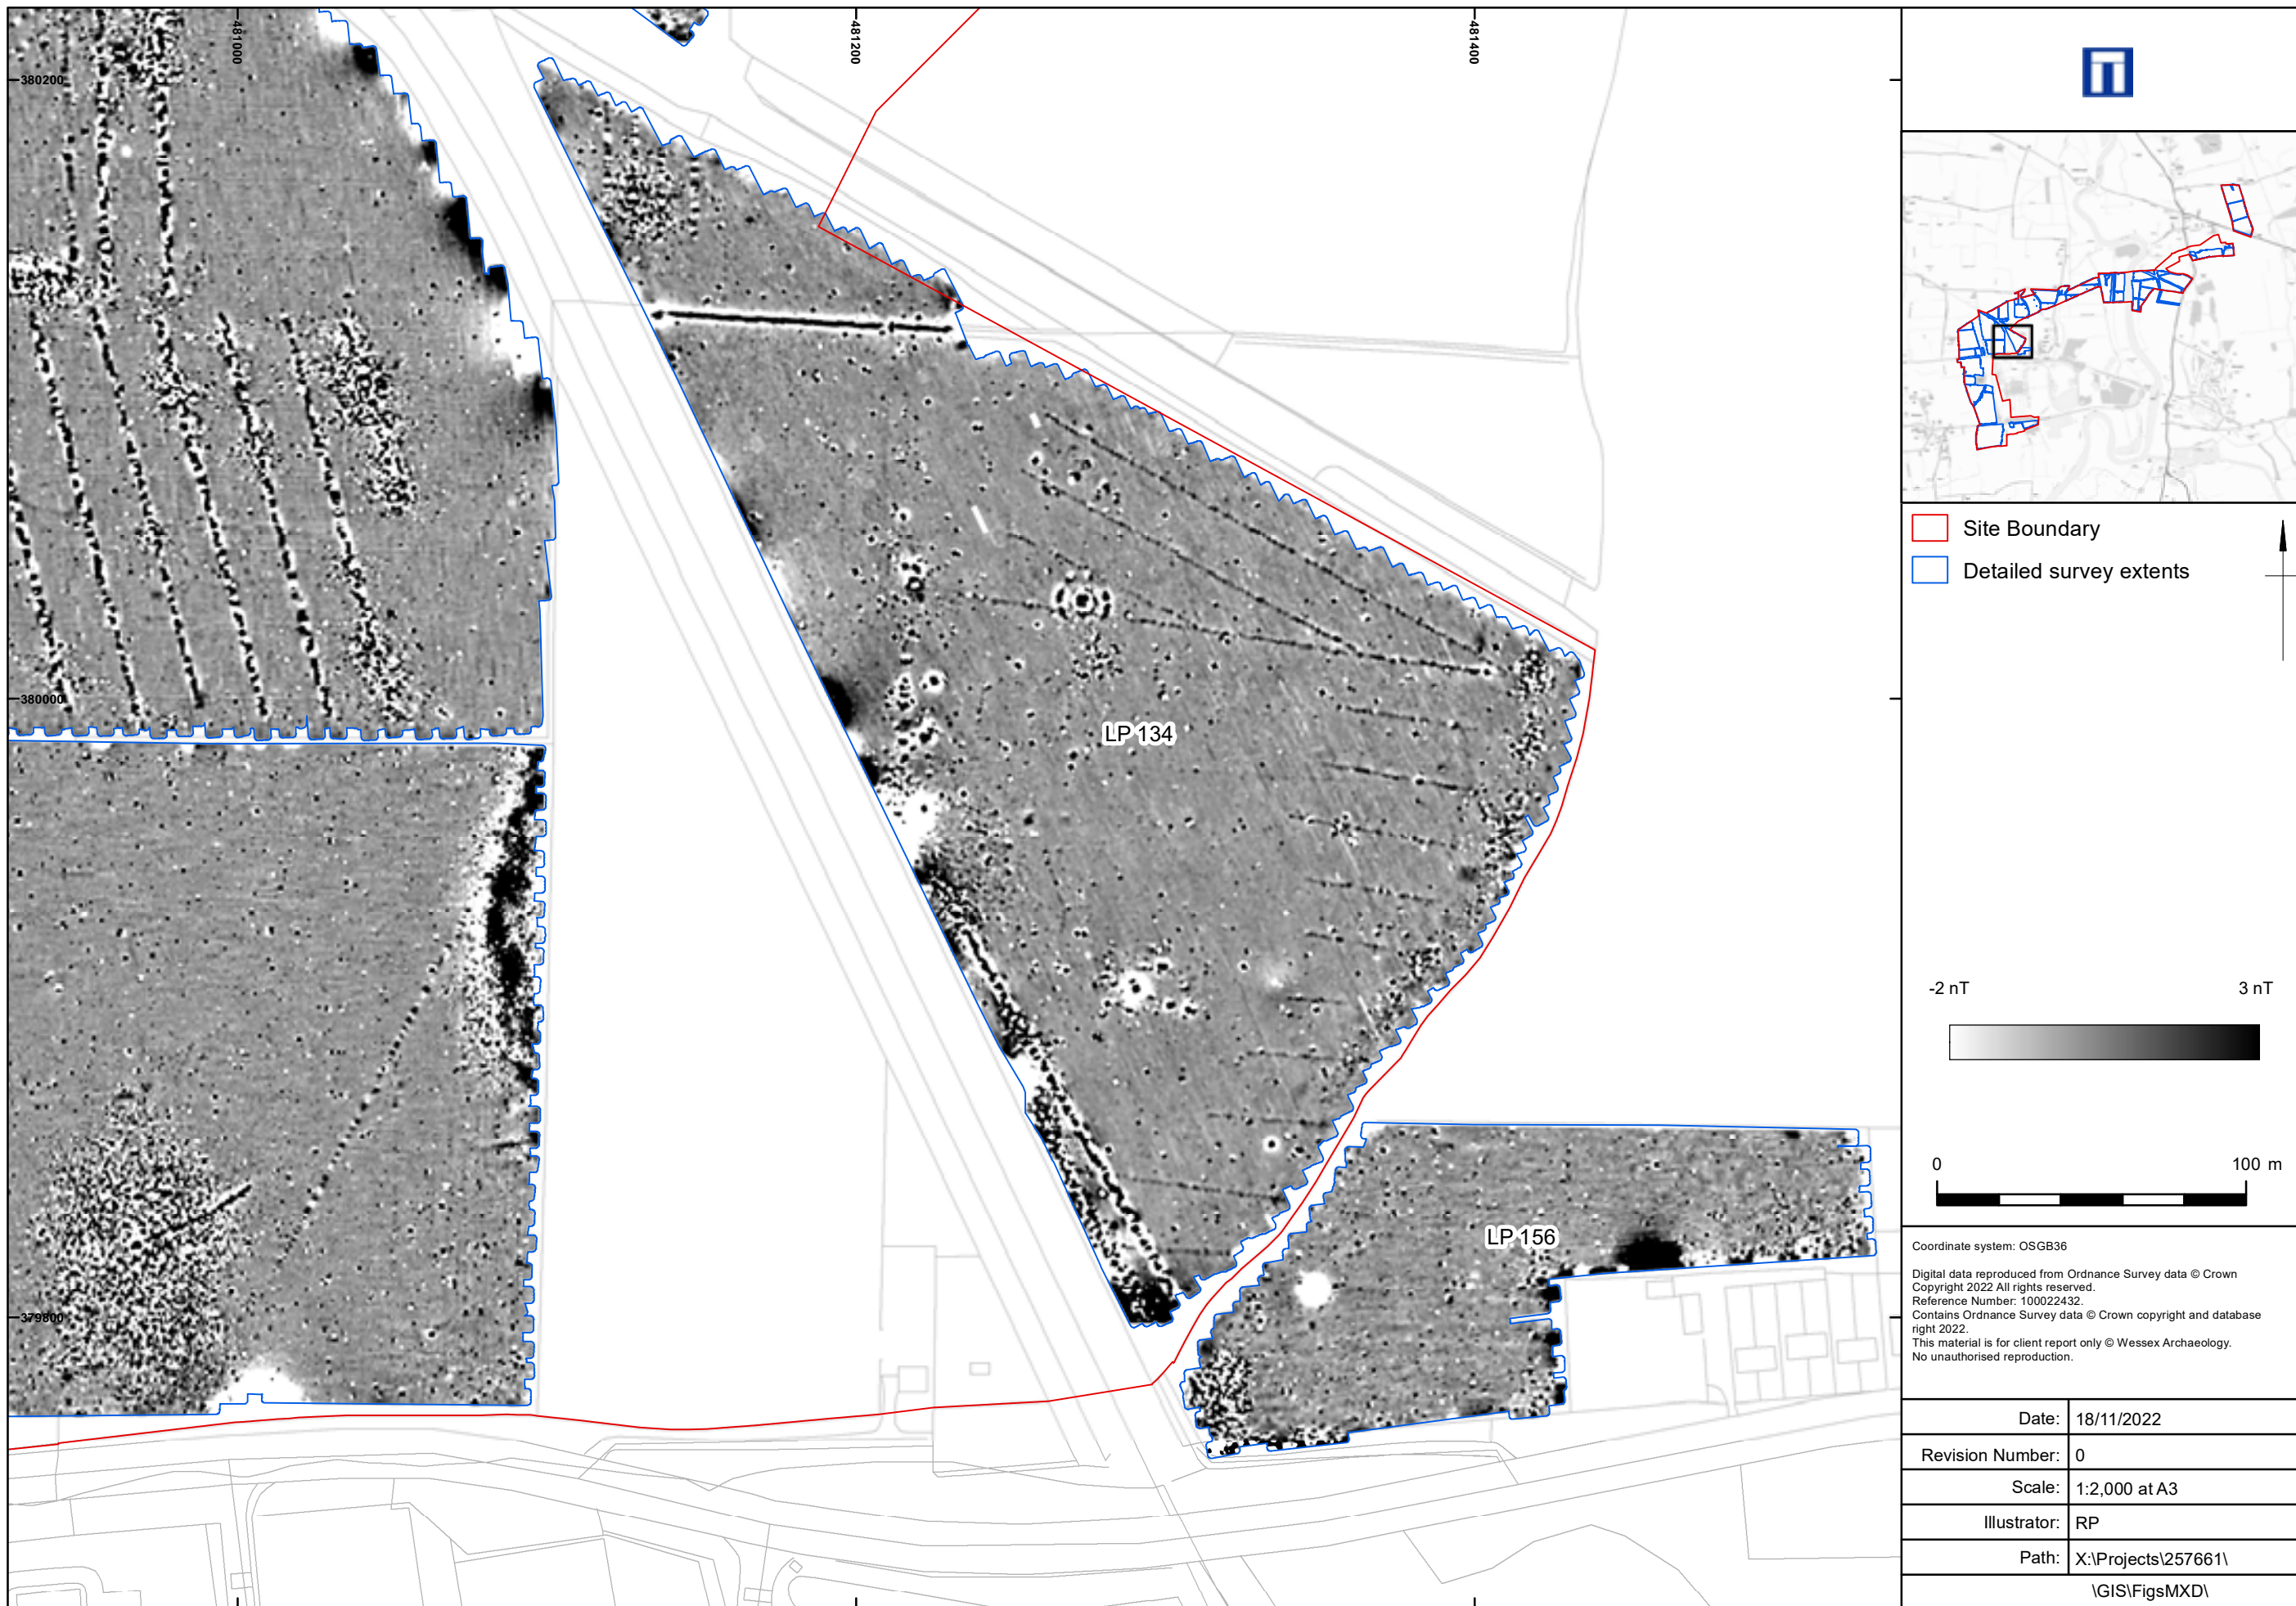 481000
481200
481400
380200
380000
379800
LP 134
LP 156
Site Boundary
Detailed survey extents
-2 nT
3 nT
0
100 m
Coordinate system: OSGB36
Digital data reproduced from Ordnance Survey data © Crown
Copyright 2022 All rights reserved.
Reference Number: 100022432.
Contains Ordnance Survey data © Crown copyright and database
right 2022.
This material is for client report only © Wessex Archaeology.
No unauthorised reproduction.
Date: 18/11/2022
Revision Number: 0
Scale: 1:2,000 at A3
Illustrator: RP
Path: X:\Projects\257661\
\GIS\FigsMXD\